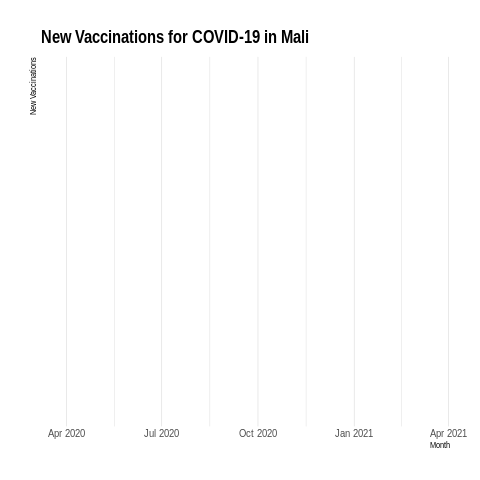 New Vaccinations for COVID-19 in Mali
New Vaccinations
Apr 2020 Jul 2020 Oct 2020 Jan 2021 Apr 2021
Month